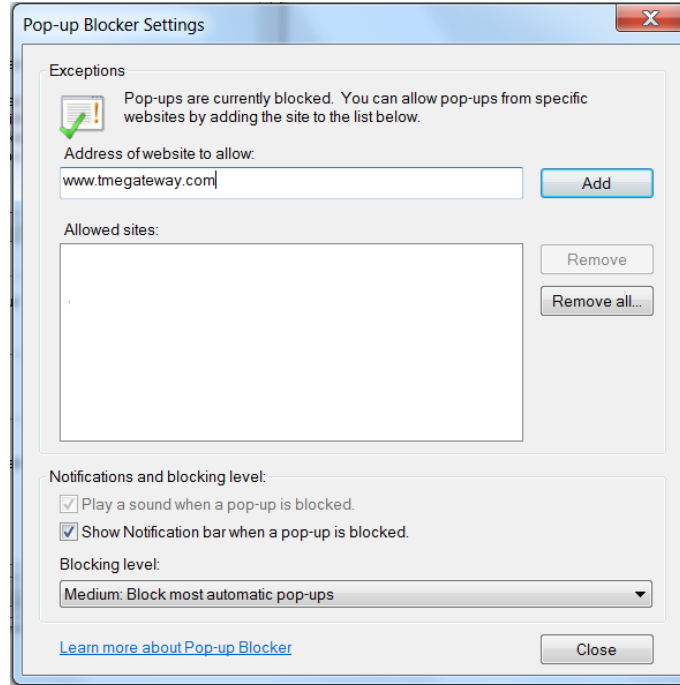 Pop-up Blocker Settings
Exceptions
Pop-ups are currently blocked. You can allow pop-ups from specific
websites by adding the site to the list below.
Address of website to allow:
www.tmegateway.com
Add
Allowed sites:
Remove
Remove all...
Notifications and blocking level:
Play a sound when a pop-up is blocked.
Show Notification bar when a pop-up is blocked.
Blocking level:
Medium: Block most automatic pop-ups
Learn more about Pop-up Blocker
Close